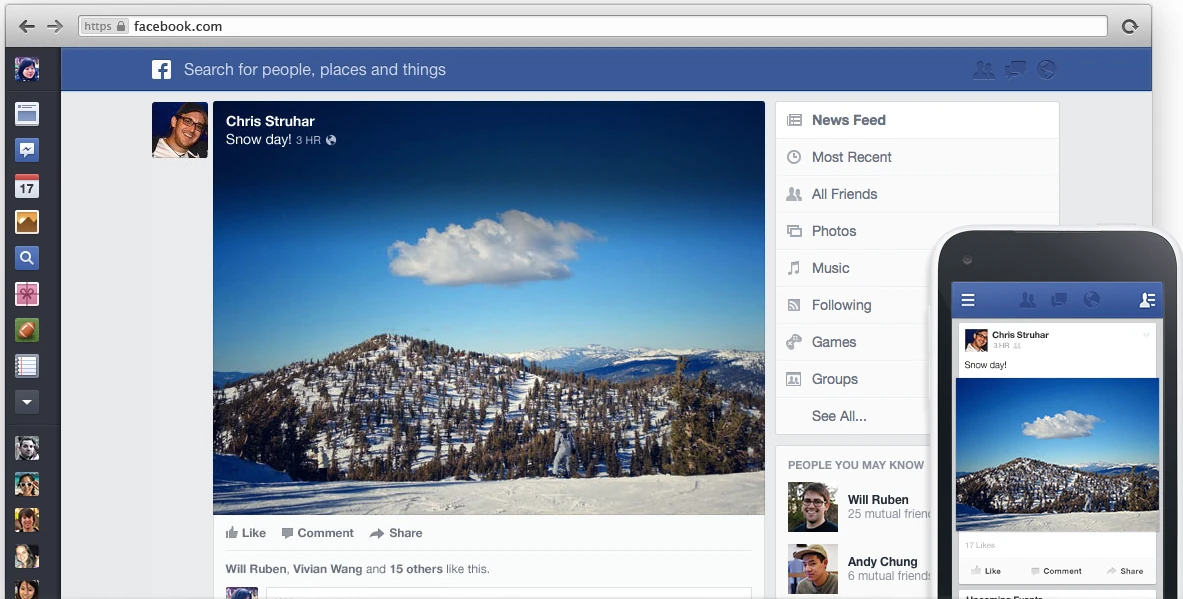 https facebook.com
f Search for people, places and things
17
Chris Struhar
Snow day! 3 HR
Like Comment Share
Will Ruben, Vivian Wang and 15 others like this.
News Feed
Most Recent
All Friends
Photos
Music
Following
Games
Groups
See All...
PEOPLE YOU MAY KNOW
Will Ruben
25 mutual friend
Andy Chung
6 mutual friends
Chris Struhar
3 HR
Snow day!
17 Likes
Like Comment Share
Upcoming Events